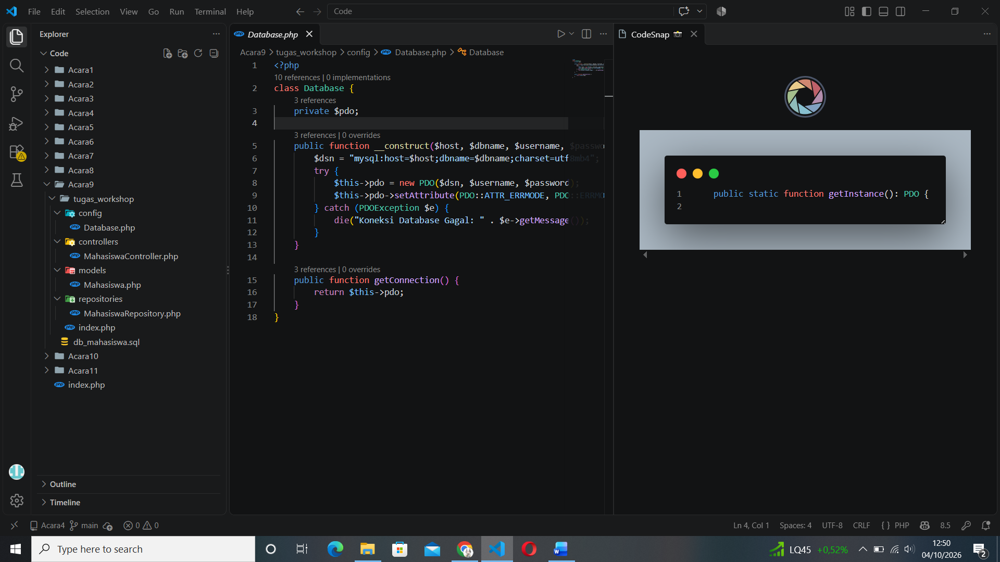 File Edit Selection View Go Run Terminal Help
Code
Explorer
Code
Acara1
Acara2
Acara3
Acara4
Acara5
Acara6
Acara7
Acara8
Acara9
tugas_workshop
config
Database.php
controllers
MahasiswaController.php
models
Mahasiswa.php
repositories
MahasiswaRepository.php
index.php
db_mahasiswa.sql
Acara10
Acara11
index.php
Outline
Timeline
Database.php
Acara9 > tugas_workshop > config > Database.php > Database
1 <?php
10 references | 0 implementations
2 class Database {
3 references
3 private $pdo;
4
3 references | 0 overrides
5 public function __construct($host, $dbname, $username, $passwo
6 $dsn = "mysql:host=$host;dbname=$dbname;charset=utf8mb4";
7 try {
8 $this->pdo = new PDO($dsn, $username, $password);
9 $this->pdo->setAttribute(PDO::ATTR_ERRMODE, PDO::ERRMO
10 } catch (PDOException $e) {
11 die("Koneksi Database Gagal: " . $e->getMessage());
12 }
13 }
14
3 references | 0 overrides
15 public function getConnection() {
16 return $this->pdo;
17 }
18 }
CodeSnap
1 public static function getInstance(): PDO {
2
Acara4 main 0 0
Ln 4, Col 1 Spaces: 4 UTF-8 CRLF {} PHP 8.5
Type here to search
LQ45 +0,52%
12:50
04/10/2026
2